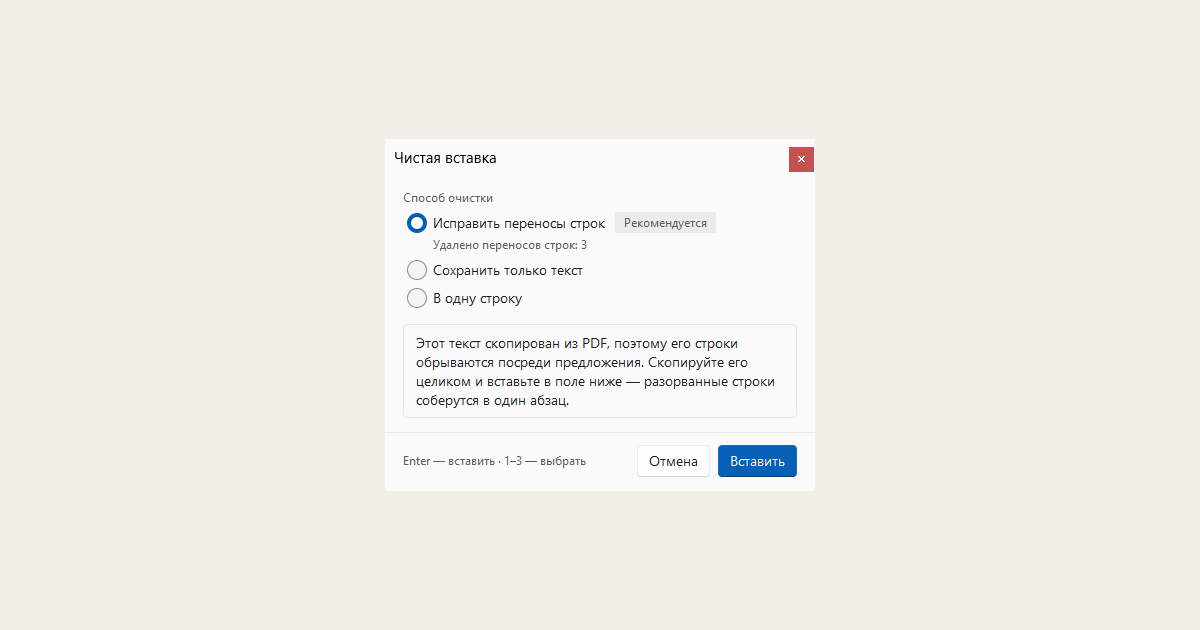 Чистая вставка
Способ очистки
Исправить переносы строк Рекомендуется
Удалено переносов строк: 3
Сохранить только текст
В одну строку
Этот текст скопирован из PDF, поэтому его строки
обрываются посреди предложения. Скопируйте его
целиком и вставьте в поле ниже — разорванные строки
соберутся в один абзац.
Enter — вставить · 1–3 — выбрать Отмена Вставить